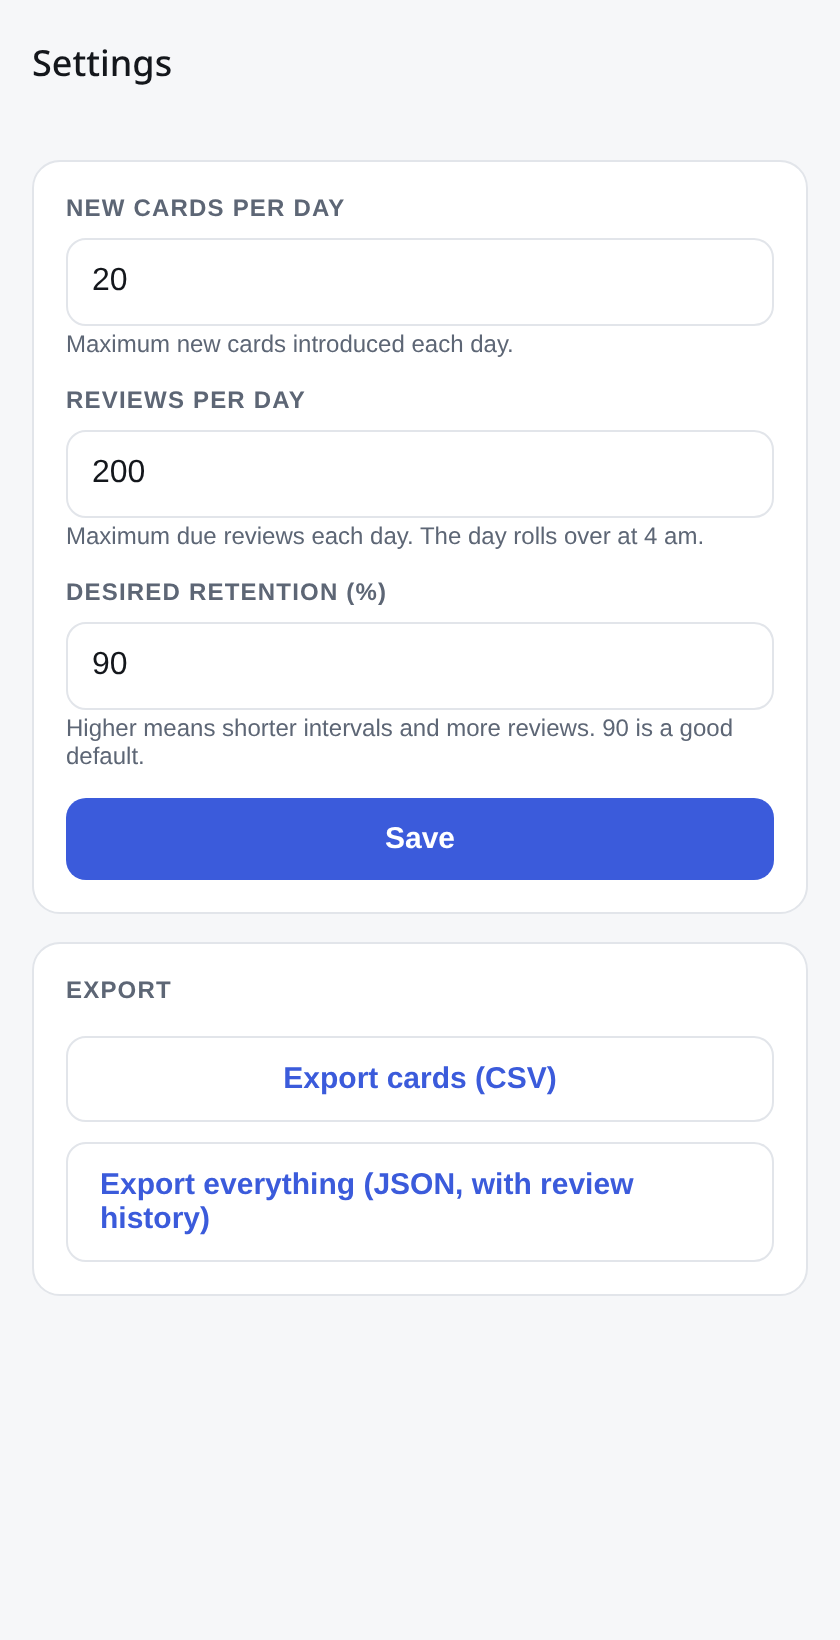 Settings
NEW CARDS PER DAY
20
Maximum new cards introduced each day.
REVIEWS PER DAY
200
Maximum due reviews each day. The day rolls over at 4 am.
DESIRED RETENTION (%)
90
Higher means shorter intervals and more reviews. 90 is a good
default.
Save
EXPORT
Export cards (CSV)
Export everything (JSON, with review
history)